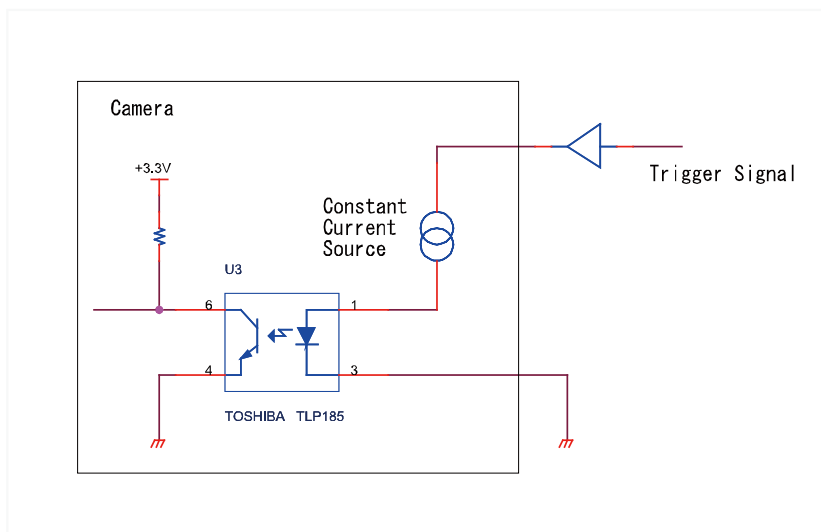 Camera
+3.3V
Trigger Signal
Constant
Current
Source
U3
6
1
4
3
TOSHIBA TLP185